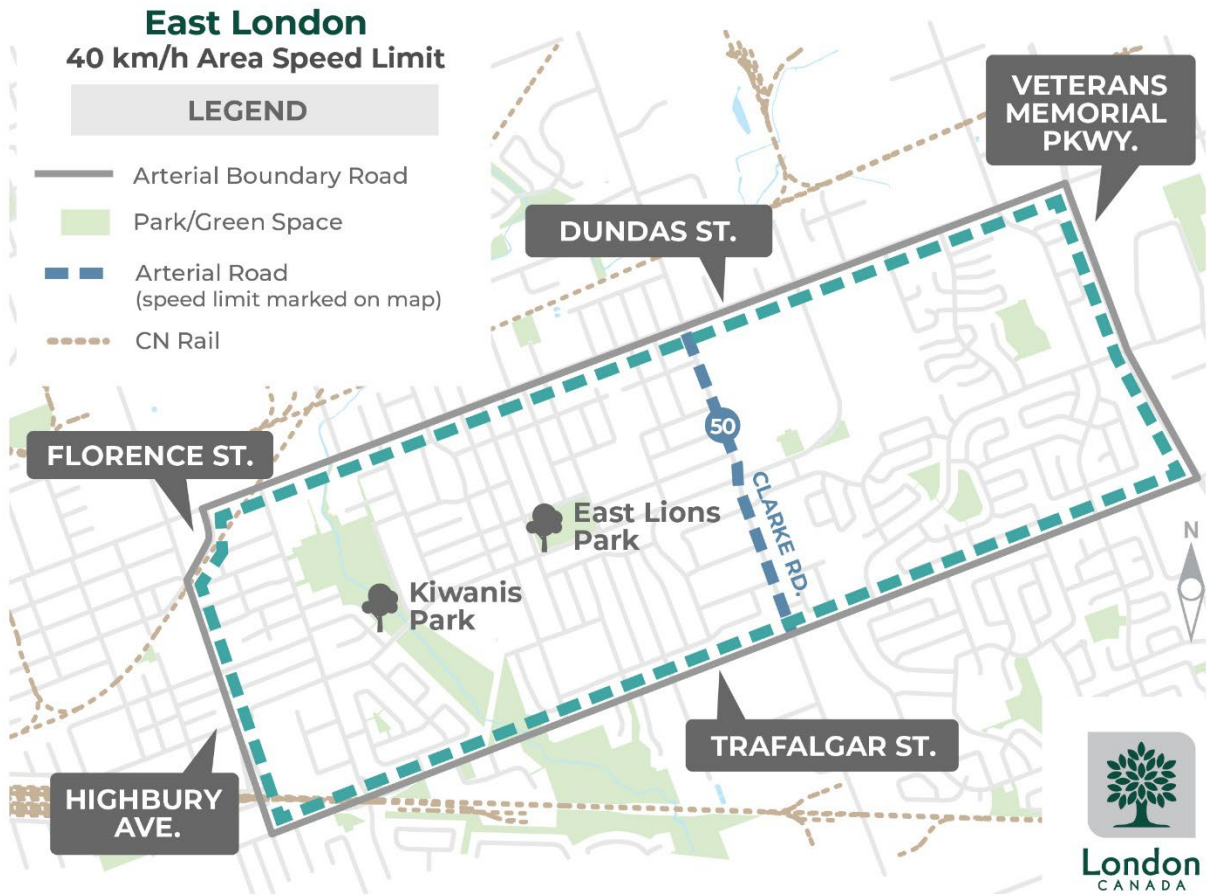 East London
40 km/h Area Speed Limit
LEGEND
Arterial Boundary Road
Park/Green Space
Arterial Road
(speed limit marked on map)
CN Rail
VETERANS
MEMORIAL
PKWY.
DUNDAS ST.
FLORENCE ST.
50
CLARKE RD.
East Lions
Park
Kiwanis
Park
N
TRAFALGAR ST.
HIGHBURY
AVE.
London
CANADA